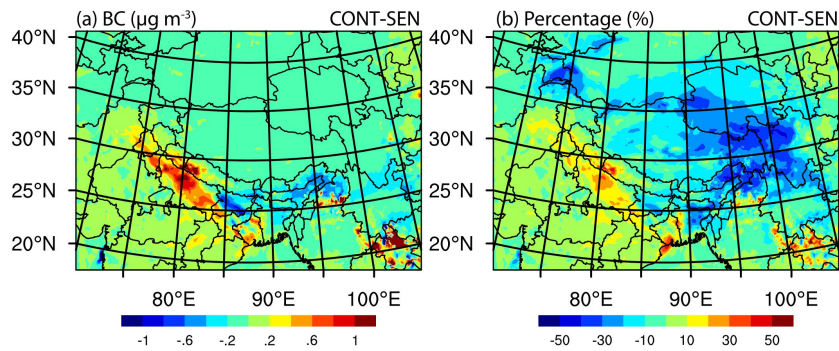 (a) BC (μg m⁻³) CONT-SEN
(b) Percentage (%) CONT-SEN
40°N
35°N
30°N
25°N
20°N
80°E 90°E 100°E
-1 -.6 -.2 .2 .6 1
40°N
35°N
30°N
25°N
20°N
80°E 90°E 100°E
-50 -30 -10 10 30 50